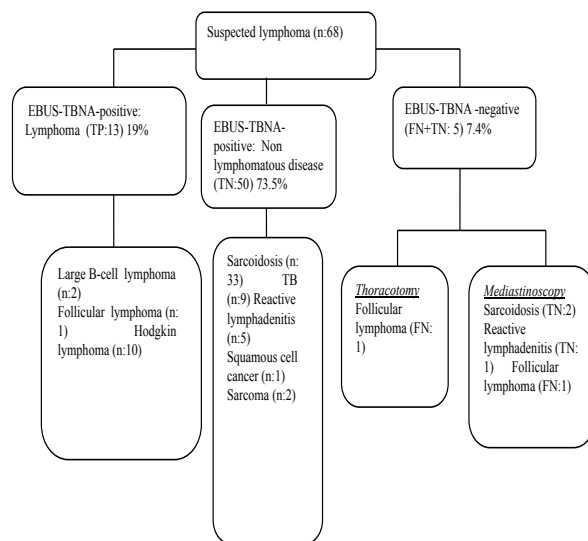 Suspected lymphoma (n:68)
EBUS-TBNA-positive:
Lymphoma (TP:13) 19%
EBUS-TBNA-
positive: Non
lymphomatous disease
(TN:50) 73.5%
EBUS-TBNA -negative
(FN+TN: 5) 7.4%
Large B-cell lymphoma
(n:2)
Follicular lymphoma (n:
1) Hodgkin
lymphoma (n:10)
Sarcoidosis (n:
33) TB
(n:9) Reactive
lymphadenitis
(n:5)
Squamous cell
cancer (n:1)
Sarcoma (n:2)
Thoracotomy
Follicular
lymphoma (FN:
1)
Mediastinoscopy
Sarcoidosis (TN:2)
Reactive
lymphadenitis (TN:
1) Follicular
lymphoma (FN:1)